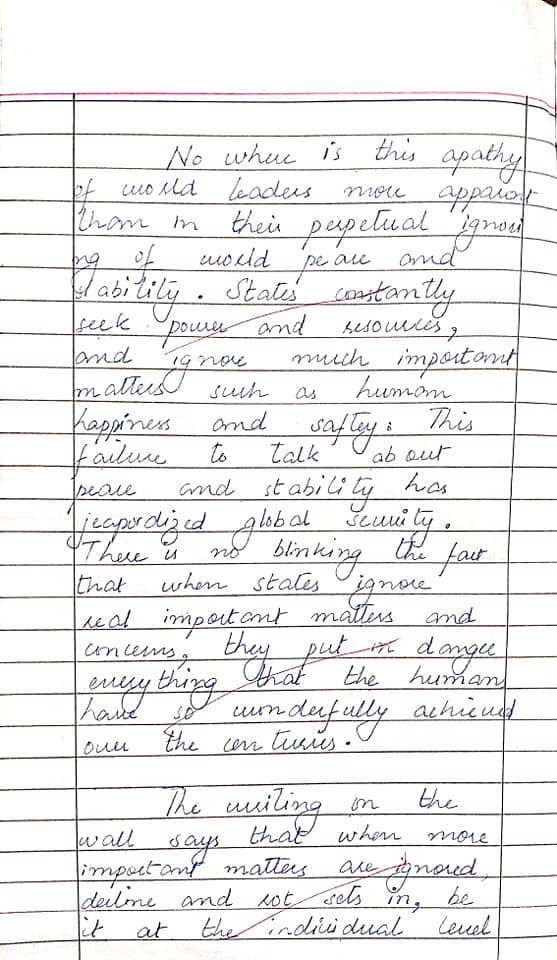 No where is this apathy
of world leaders more apparent
than in their perpetual ignori
ng of world peace and
stability. States constantly
seek power and resources,
and ignore much important
matters such as human
happiness and saftey. This
failure to talk about
peace and stability has
jeapordized global security.
There is no blinking the fact
that when states ignore
real important matters and
concerns, they put in danger
everything that the human
have so wonderfully achieved
over the centuries.
The writing on the
wall says that when more
important matters are ignored,
decline and rot sets in, be
it at the individual level